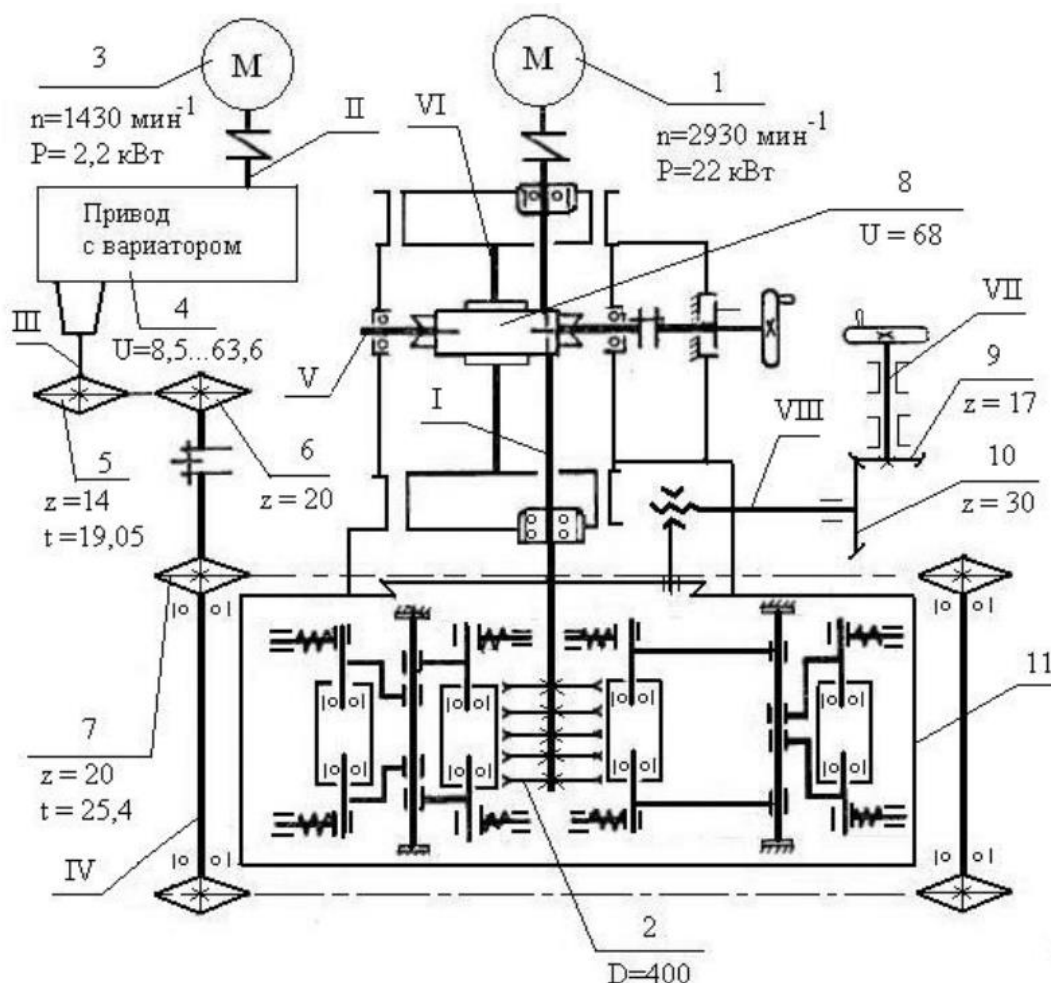 3
М
М
1
n=1430 мин⁻¹
Р= 2,2 кВт
II
VI
n=2930 мин⁻¹
Р=22 кВт
Привод
с вариатором
8
U = 68
4
U=8,5...63,6
III
VII
9
z = 17
V
I
VIII
10
z = 30
5
z =14
t = 19,05
6
z = 20
11
7
z = 20
t = 25,4
IV
2
D=400